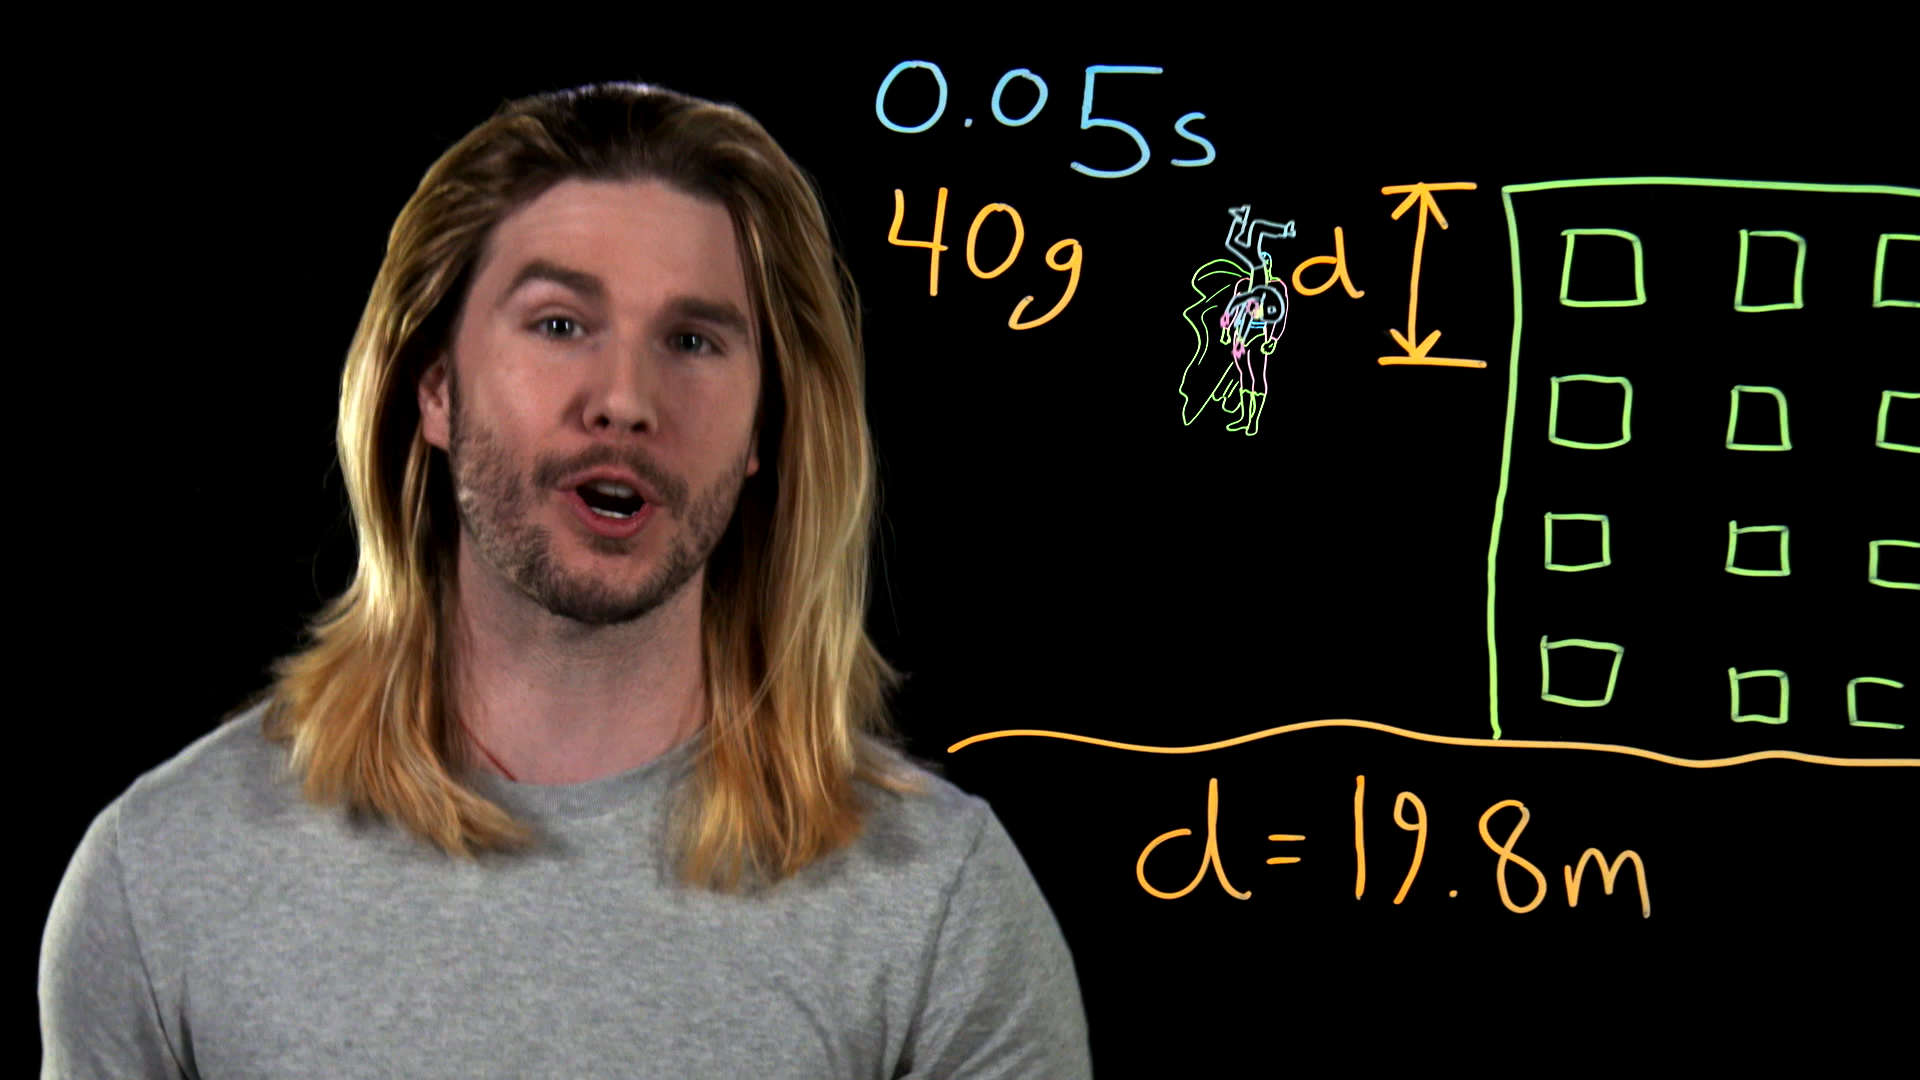 0.05s
40g
d
d = 19.8m